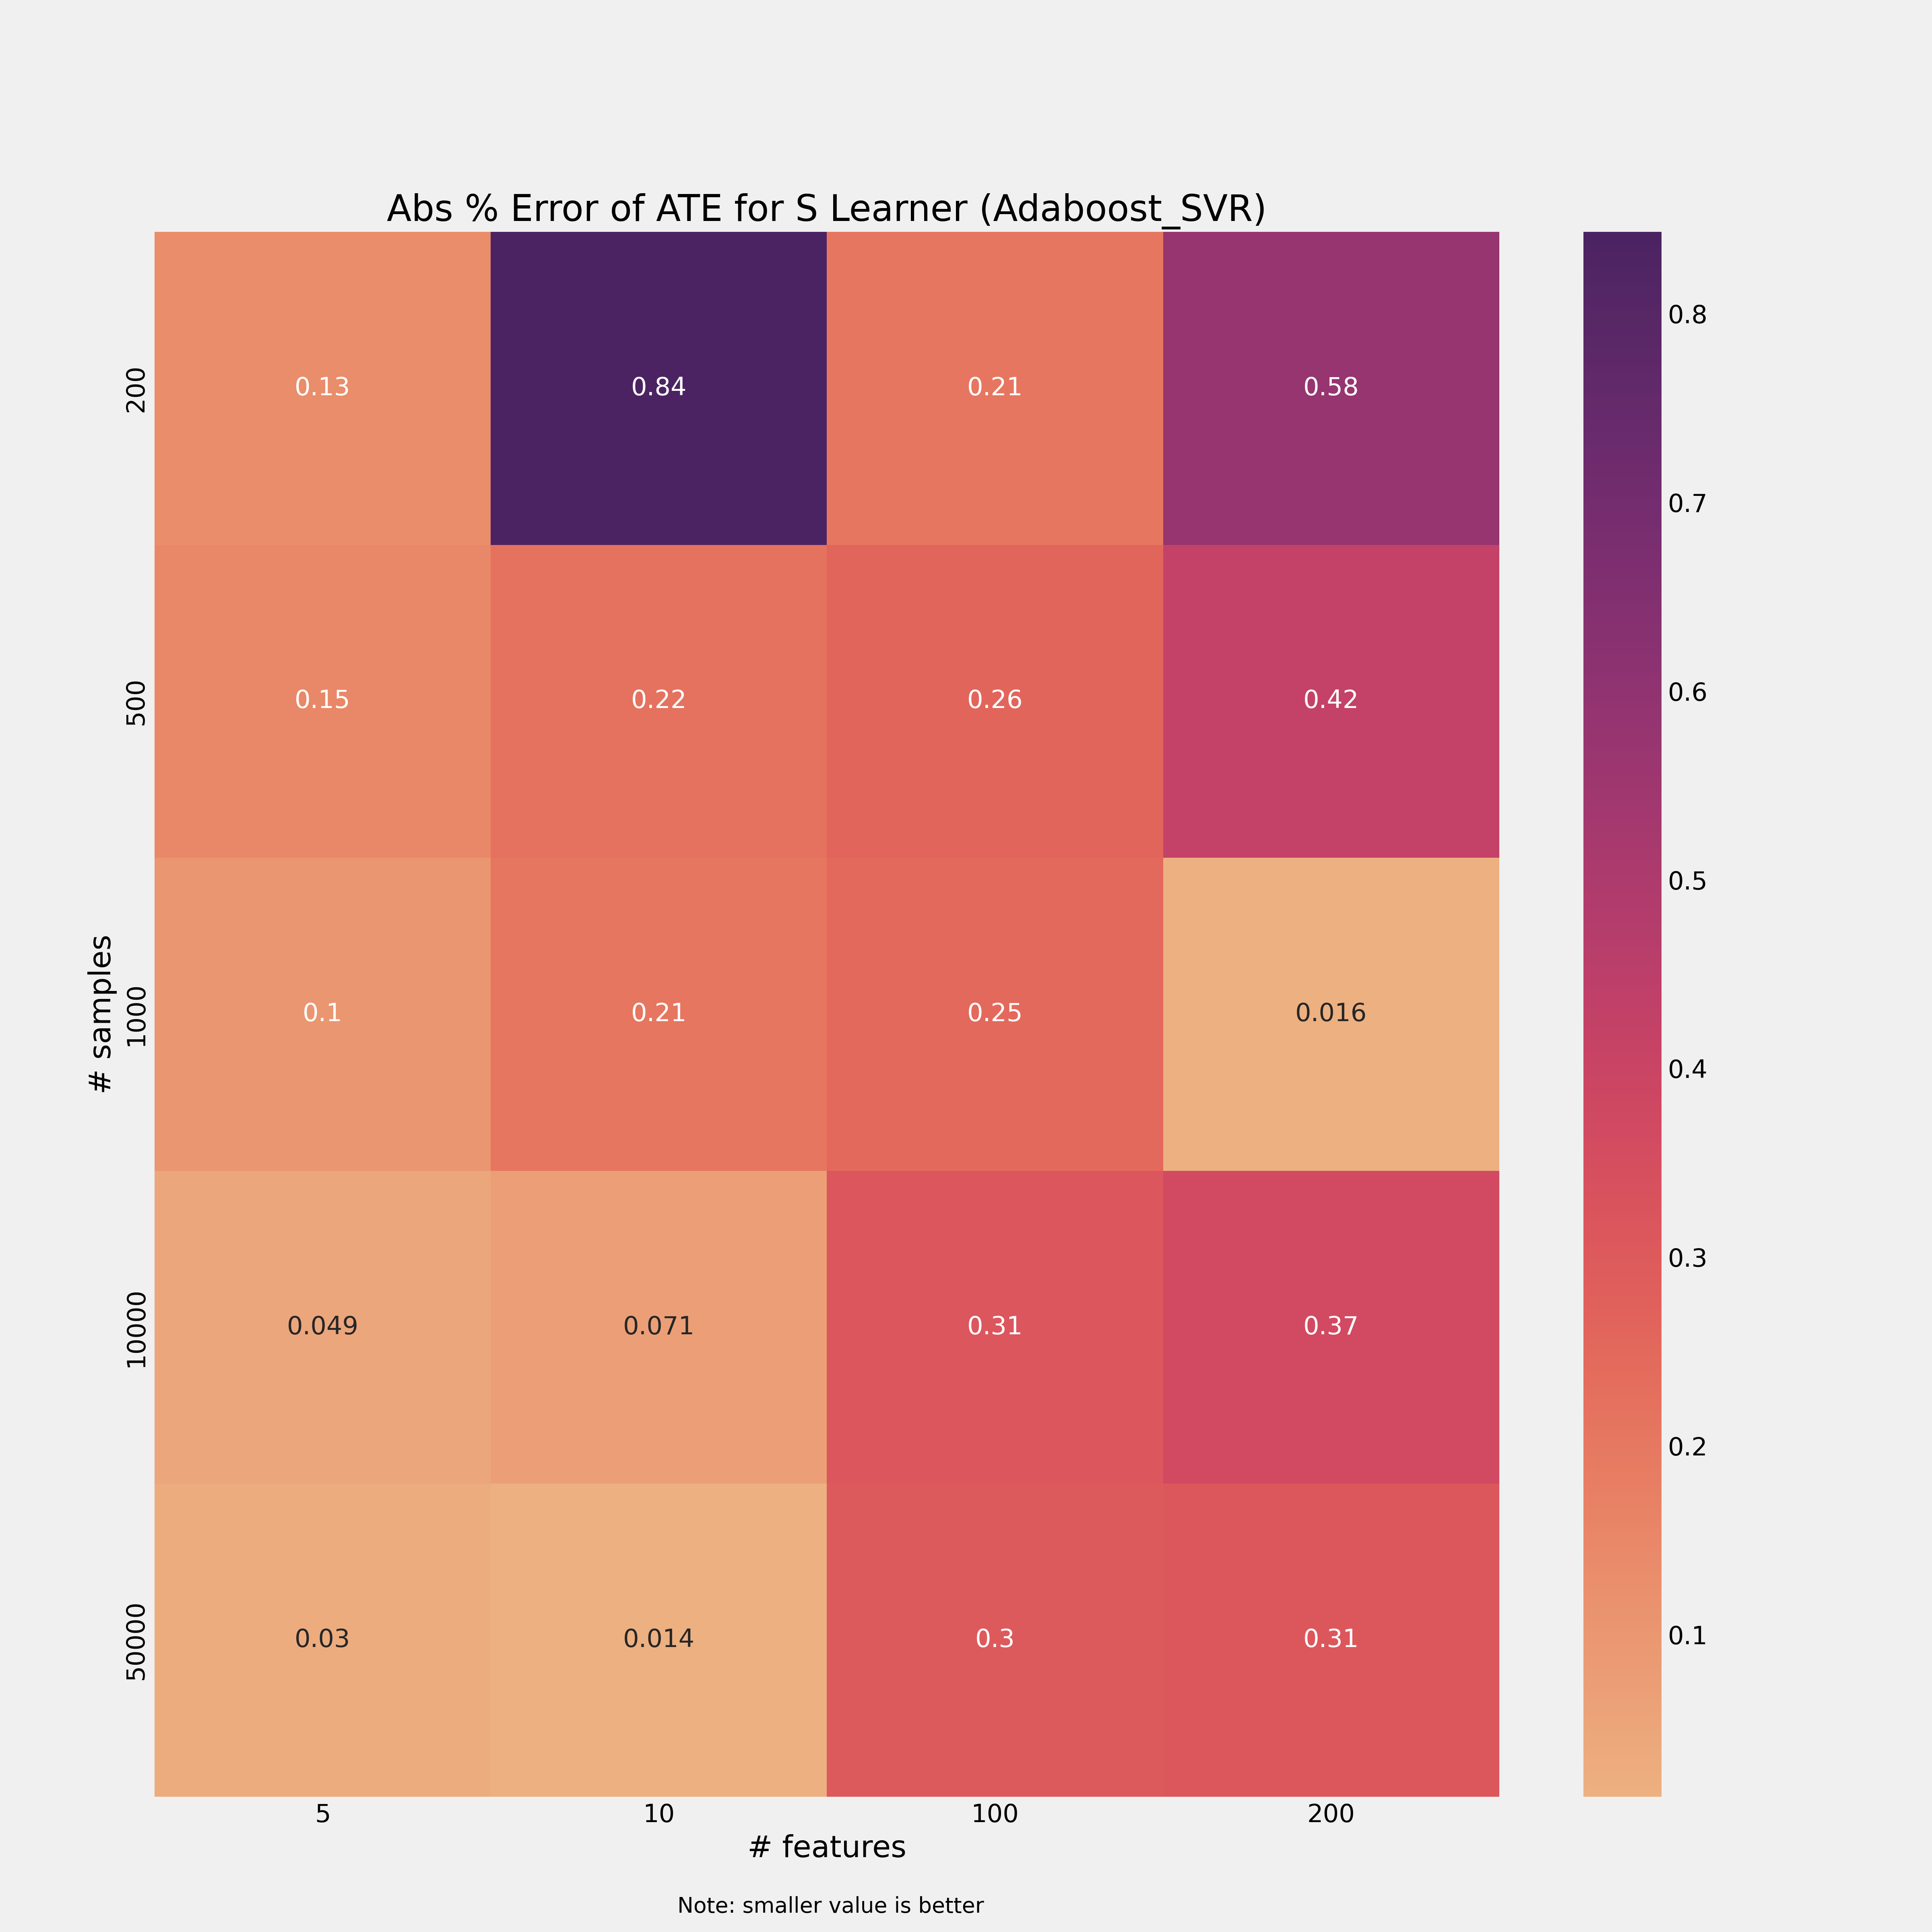 Abs % Error of ATE for S Learner (Adaboost_SVR)
# samples
200 0.13 0.84 0.21 0.58
500 0.15 0.22 0.26 0.42
1000 0.1 0.21 0.25 0.016
10000 0.049 0.071 0.31 0.37
50000 0.03 0.014 0.3 0.31
5 10 100 200
# features
Note: smaller value is better
0.8
0.7
0.6
0.5
0.4
0.3
0.2
0.1